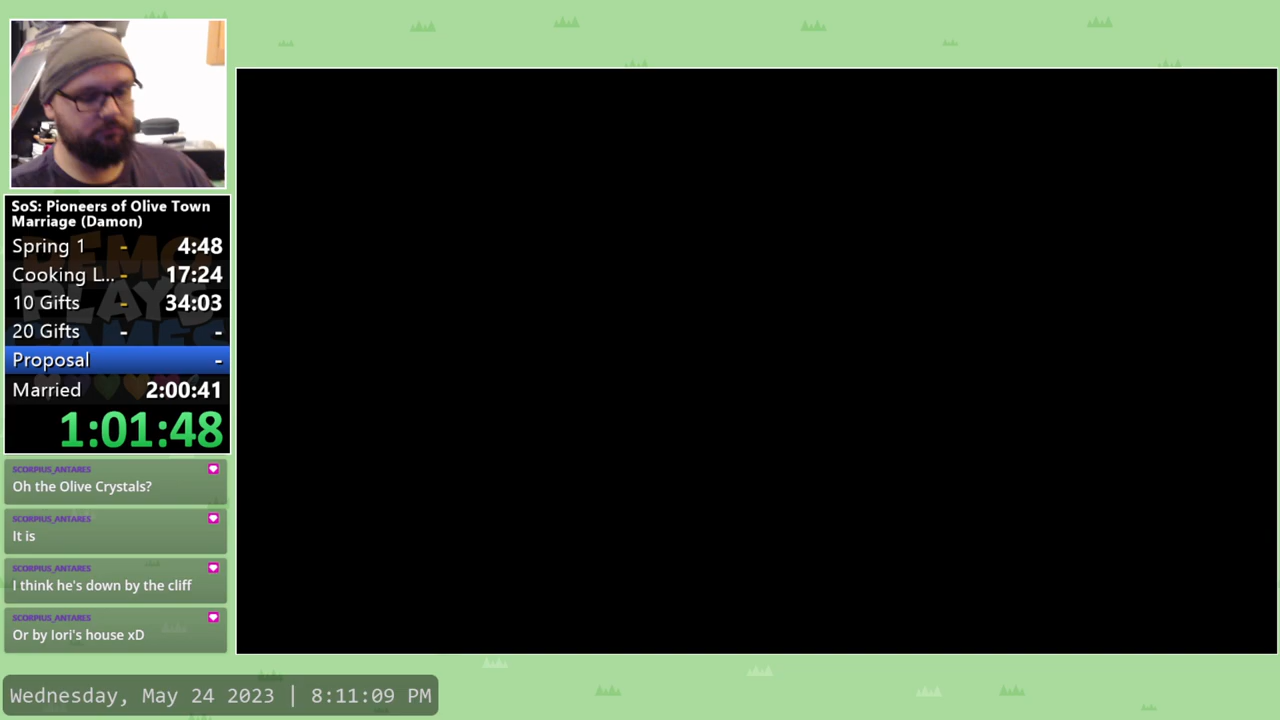 SoS: Pioneers of Olive Town
Marriage (Damon)
Spring 1 - 4:48
Cooking L... - 17:24
10 Gifts - 34:03
20 Gifts - -
Proposal -
Married 2:00:41
1:01:48
SCORPIUS_ANTARES
Oh the Olive Crystals?
SCORPIUS_ANTARES
It is
SCORPIUS_ANTARES
I think he's down by the cliff
SCORPIUS_ANTARES
Or by Iori's house xD
Wednesday, May 24 2023 | 8:11:09 PM